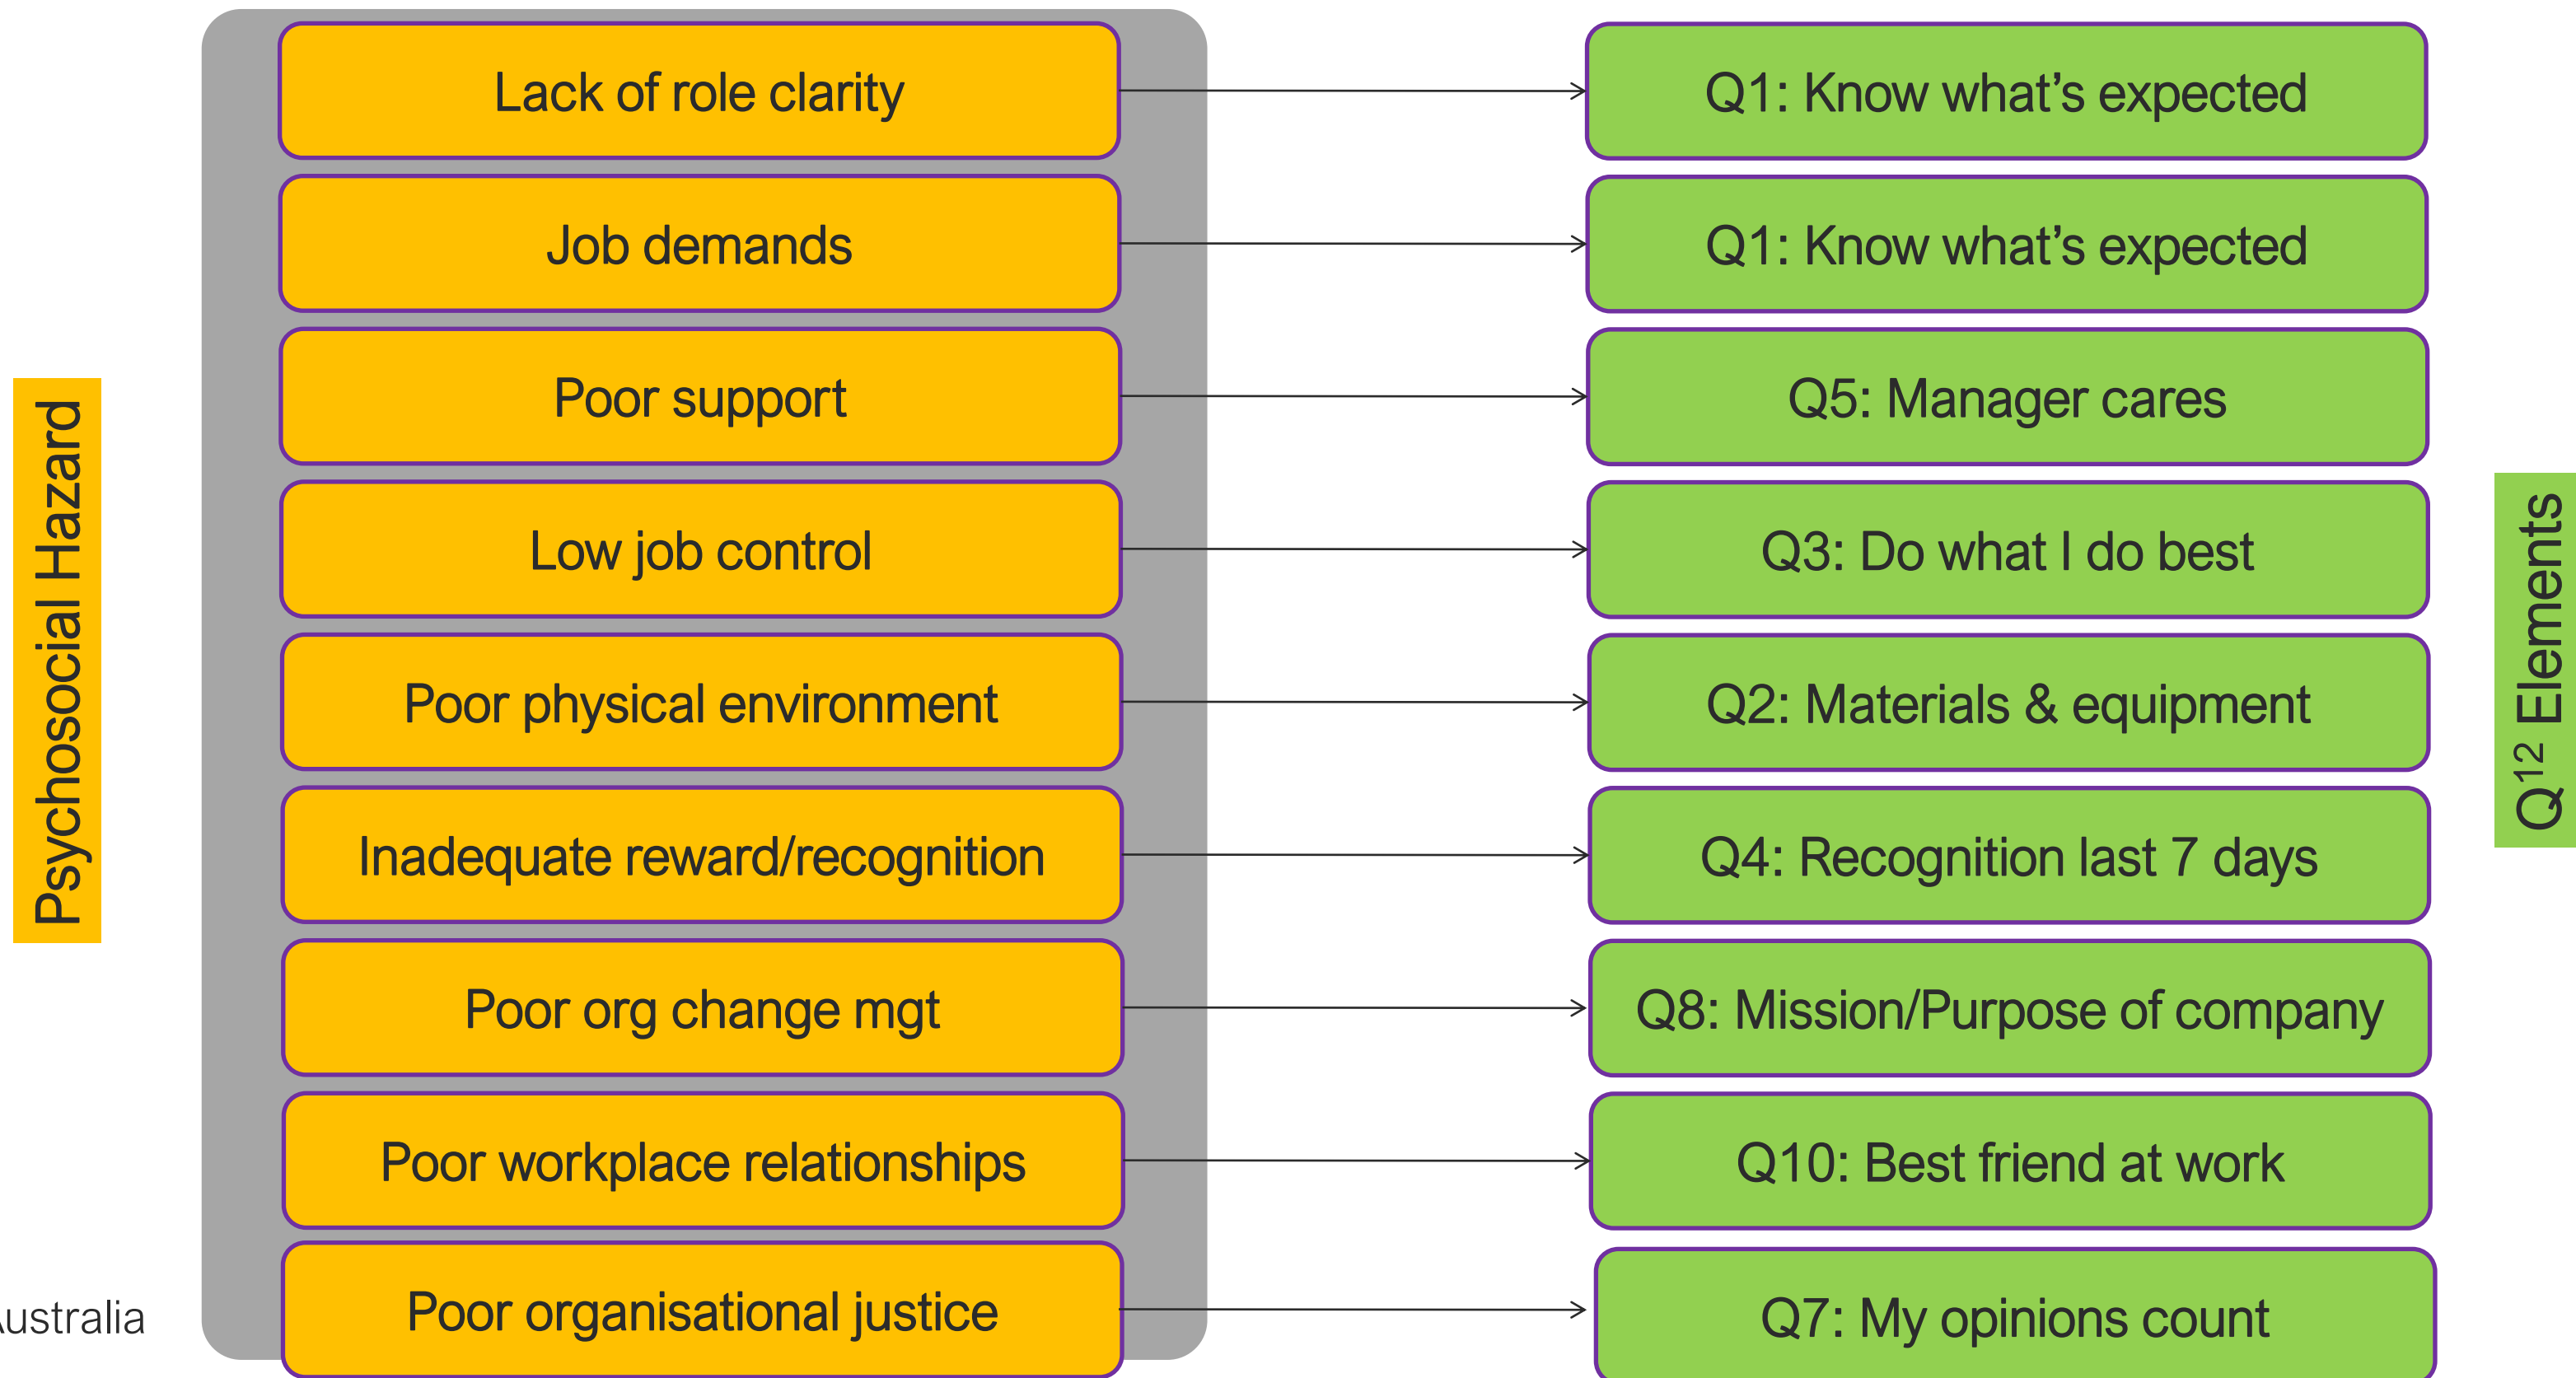 Psychosocial Hazard
Lack of role clarity
Q1: Know what’s expected
Job demands
Q1: Know what’s expected
Poor support
Q5: Manager cares
Low job control
Q3: Do what I do best
Poor physical environment
Q2: Materials & equipment
Inadequate reward/recognition
Q4: Recognition last 7 days
Poor org change mgt
Q8: Mission/Purpose of company
Poor workplace relationships
Q10: Best friend at work
Poor organisational justice
Q7: My opinions count
Q¹² Elements
ustralia